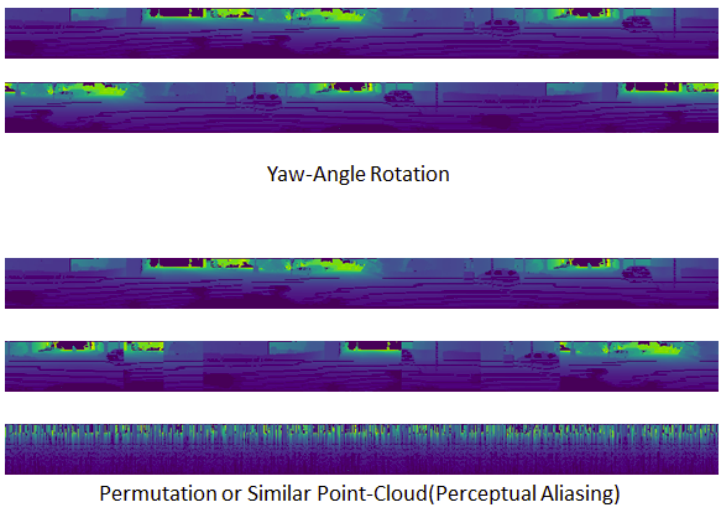 Yaw-Angle Rotation
Permutation or Similar Point-Cloud(Perceptual Aliasing)